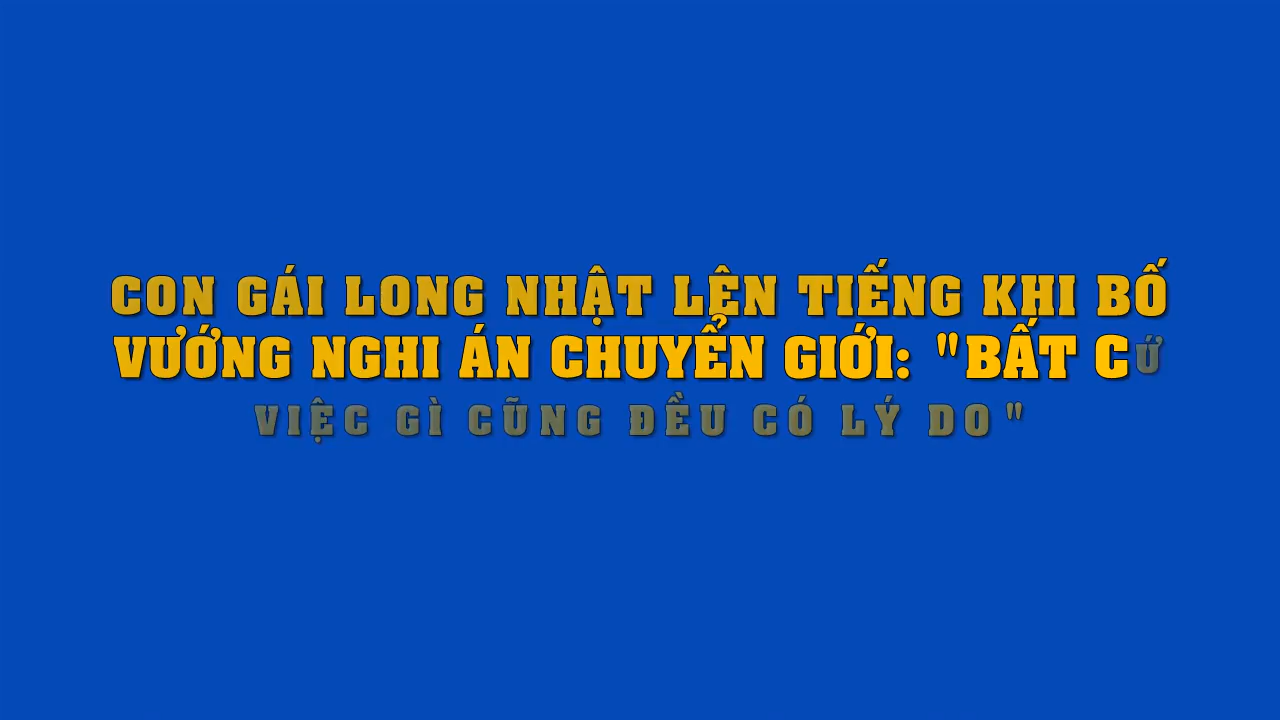 CON GÁI LONG NHẬT LÊN TIẾNG KHI BỐ
VƯỚNG NGHI ÁN CHUYỂN GIỚI: "BẤT CỨ
VIỆC GÌ CŨNG ĐỀU CÓ LÝ DO"